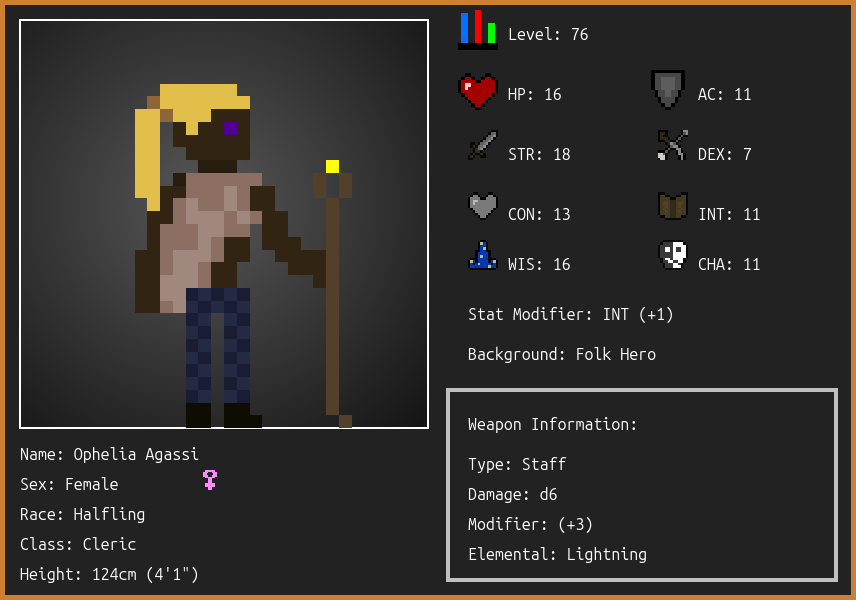 Level: 76
HP: 16
AC: 11
STR: 18
DEX: 7
CON: 13
INT: 11
WIS: 16
CHA: 11
Stat Modifier: INT (+1)
Background: Folk Hero
Weapon Information:
Type: Staff
Damage: d6
Modifier: (+3)
Elemental: Lightning
Name: Ophelia Agassi
Sex: Female
Race: Halfling
Class: Cleric
Height: 124cm (4'1")